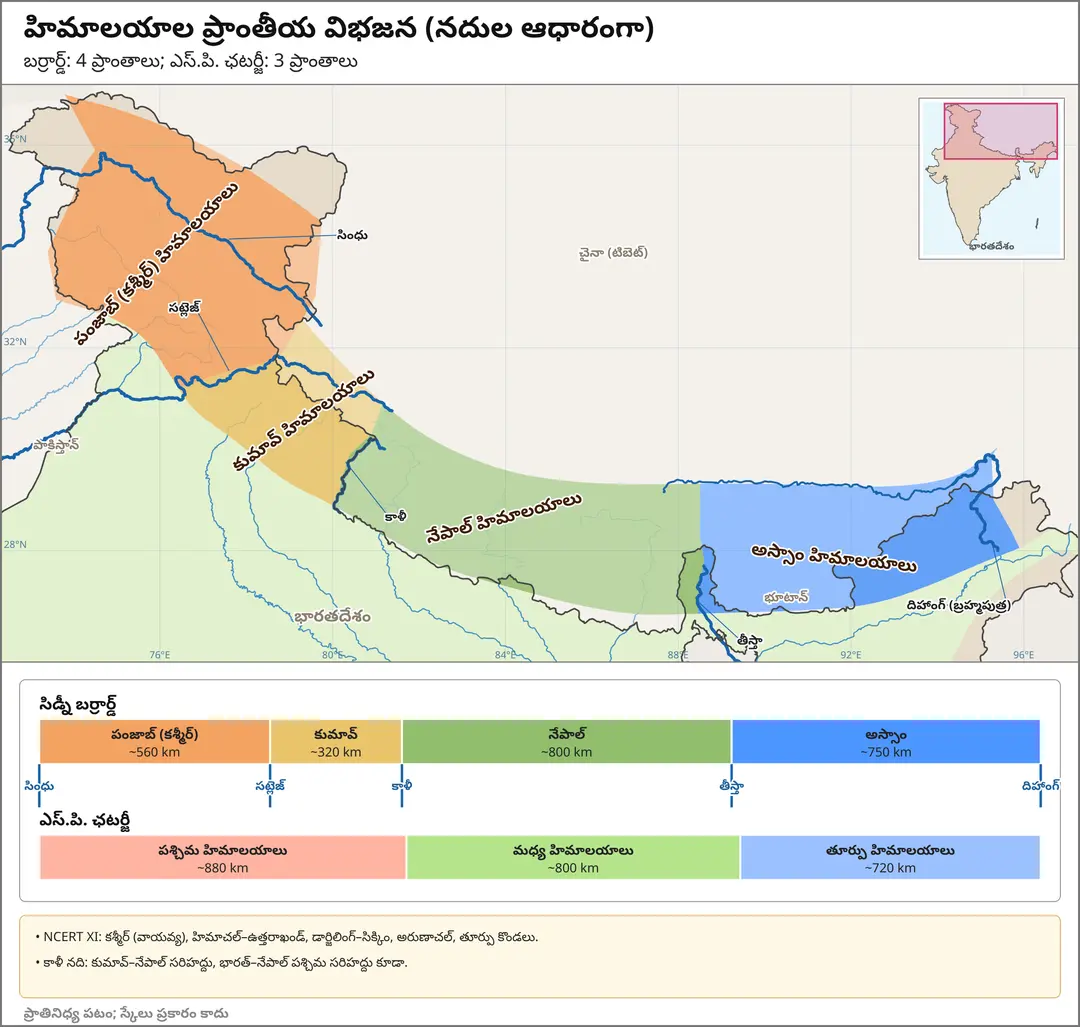 హిమాలయాల ప్రాంతీయ విభజన (నదుల ఆధారంగా)
బర్రార్డ్: 4 ప్రాంతాలు; ఎస్.పి. ఛటర్జీ: 3 ప్రాంతాలు
36°N
32°N
28°N
76°E
80°E
84°E
88°E
92°E
96°E
పంజాబ్ (కశ్మీర్) హిమాలయాలు
సింధు
సట్లెజ్
చైనా (టిబెట్)
భారతదేశం
కుమావ్ హిమాలయాలు
పాకిస్తాన్
కాళీ
నేపాల్ హిమాలయాలు
అస్సాం హిమాలయాలు
భూటాన్
దిహాంగ్ (బ్రహ్మపుత్ర)
తీస్తా
భారతదేశం
సిడ్నీ బర్రార్డ్
పంజాబ్ (కశ్మీర్)
~560 km
కుమావ్
~320 km
నేపాల్
~800 km
అస్సాం
~750 km
సింధు
సట్లెజ్
కాళీ
తీస్తా
దిహాంగ్
ఎస్.పి. ఛటర్జీ
పశ్చిమ హిమాలయాలు
~880 km
మధ్య హిమాలయాలు
~800 km
తూర్పు హిమాలయాలు
~720 km
• NCERT XI: కశ్మీర్ (వాయవ్య), హిమాచల్–ఉత్తరాఖండ్, డార్జిలింగ్–సిక్కిం, అరుణాచల్, తూర్పు కొండలు.
• కాళీ నది: కుమావ్–నేపాల్ సరిహద్దు, భారత్–నేపాల్ పశ్చిమ సరిహద్దు కూడా.
ప్రాతినిధ్య పటం; స్కేలు ప్రకారం కాదు